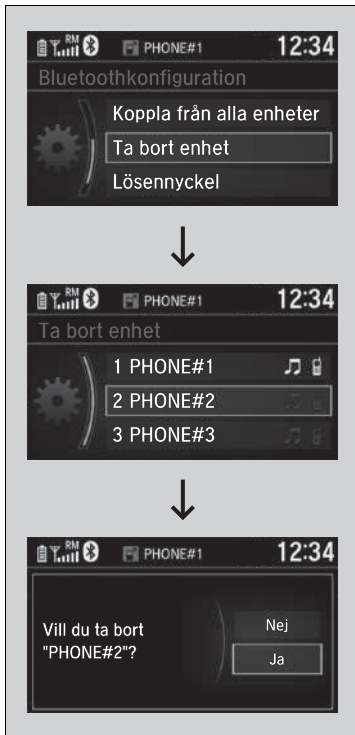 RM PHONE#1 12:34
Bluetoothkonfiguration
Koppla från alla enheter
Ta bort enhet
Lösennyckel
RM PHONE#1 12:34
Ta bort enhet
1 PHONE#1
2 PHONE#2
3 PHONE#3
RM PHONE#1 12:34
Vill du ta bort
"PHONE#2"?
Nej
Ja